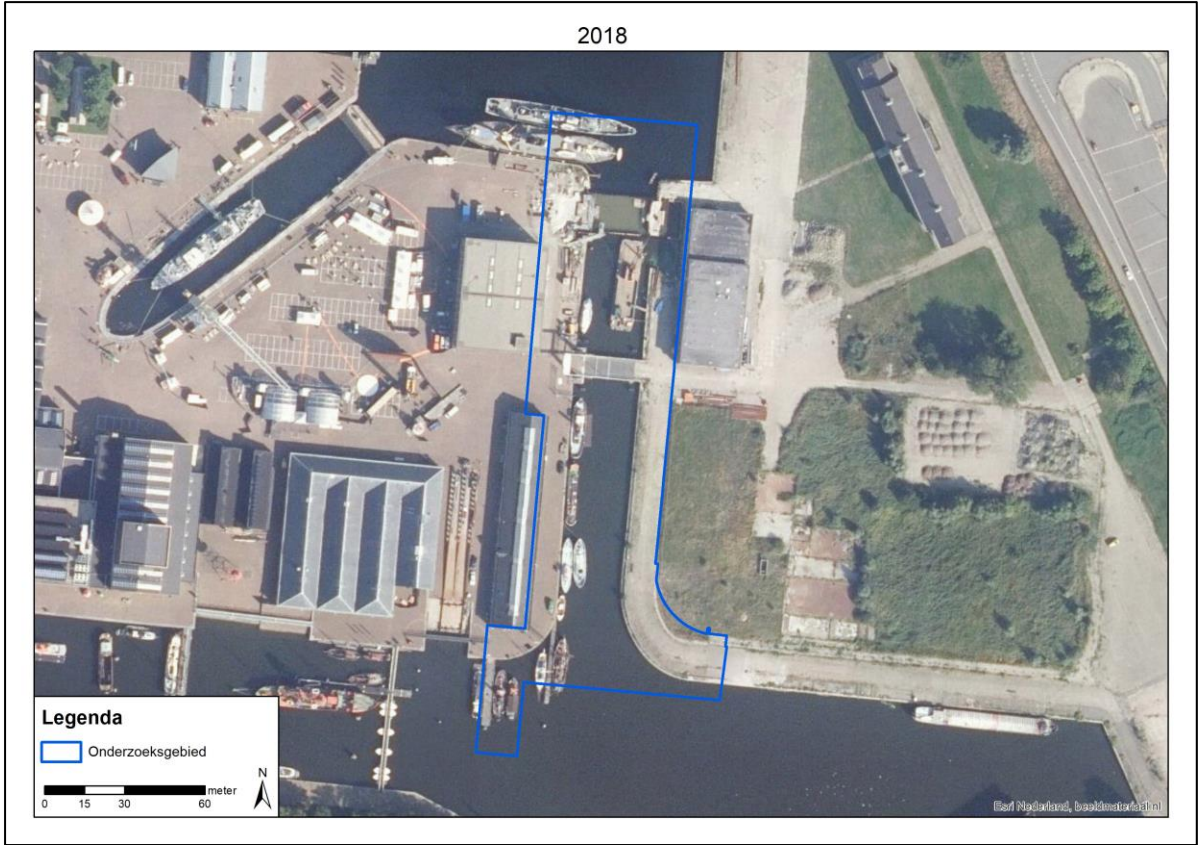 2018
Legenda
Onderzoeksgebied
meter
0 15 30 60
N
Esri Nederland, beeldmateriaal.nl